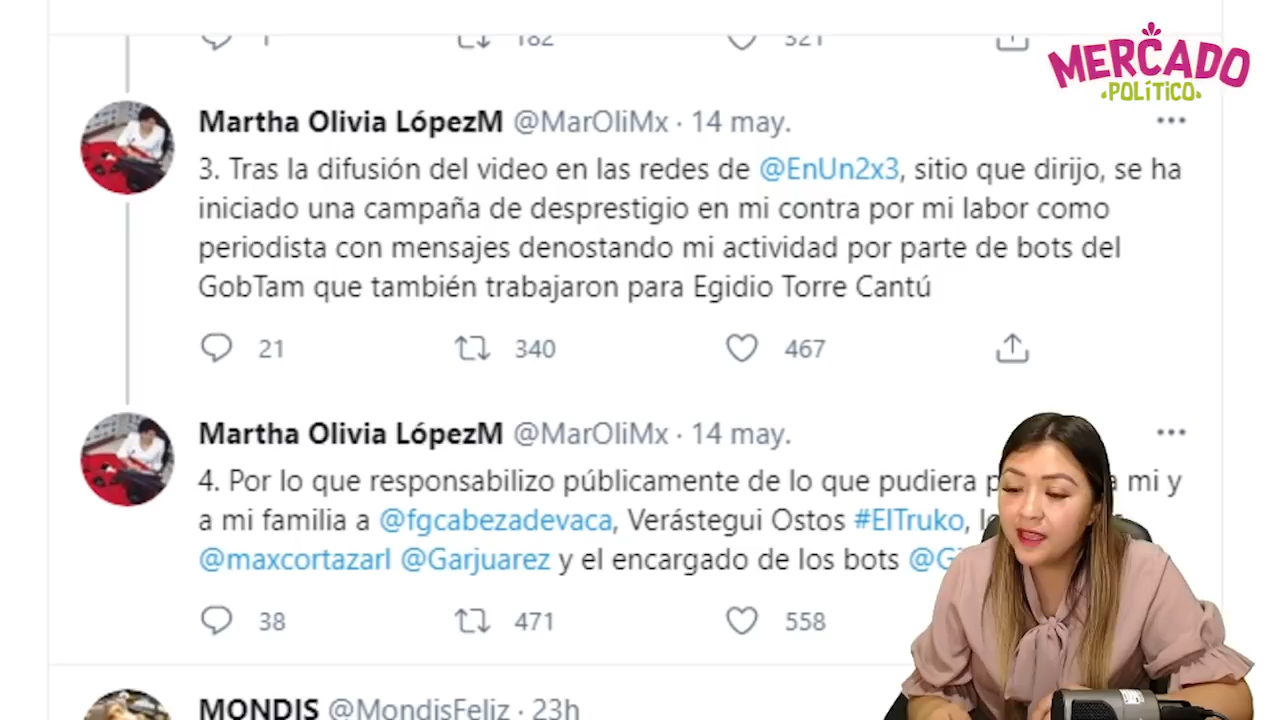 1 182 321
MERCADO
POLÍTICO
Martha Olivia LópezM @MarOliMx · 14 may.
3. Tras la difusión del video en las redes de @EnUn2x3, sitio que dirijo, se ha
iniciado una campaña de desprestigio en mi contra por mi labor como
periodista con mensajes denostando mi actividad por parte de bots del
GobTam que también trabajaron para Egidio Torre Cantú
21 340 467
Martha Olivia LópezM @MarOliMx · 14 may.
4. Por lo que responsabilizo públicamente de lo que pudiera a mi y
a mi familia a @fgcabezadevaca, Verástegui Ostos #ElTruko,
@maxcortazarl @Garjuarez y el encargado de los bots
38 471 558
MONDIS @MondisFeliz · 23h